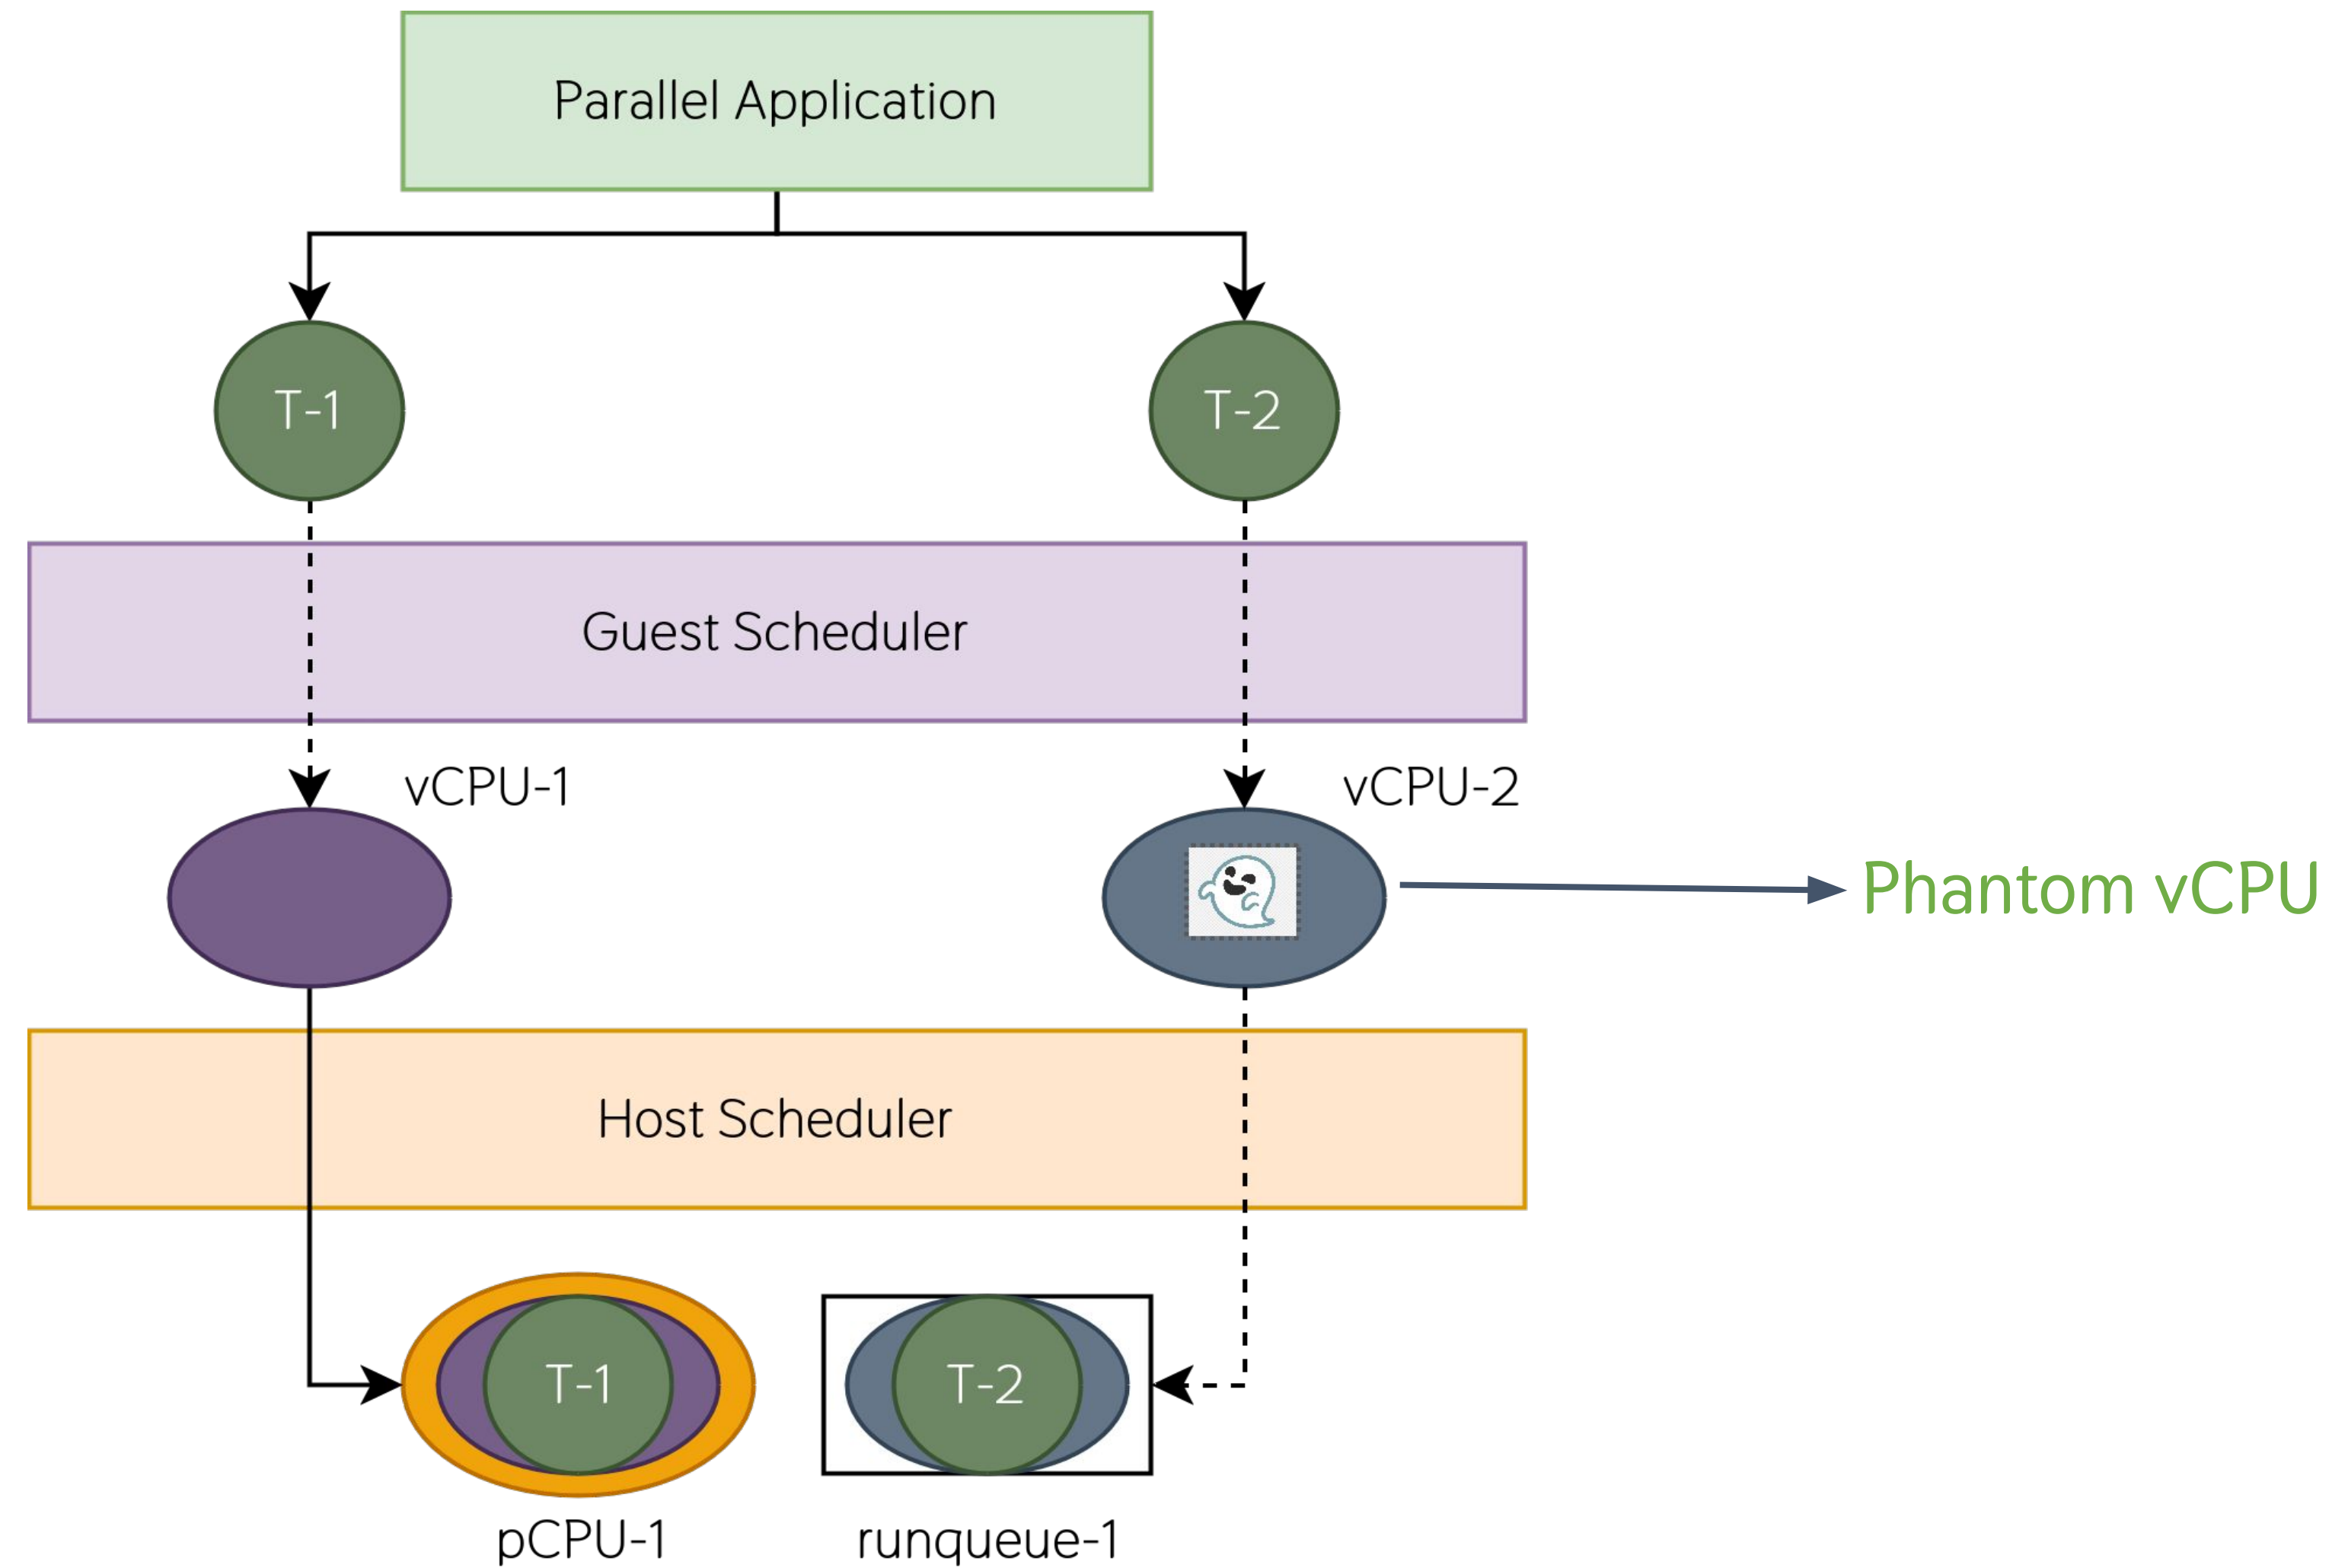 Parallel Application
T-1
T-2
Guest Scheduler
vCPU-1
vCPU-2
Phantom vCPU
Host Scheduler
T-1
T-2
pCPU-1
runqueue-1